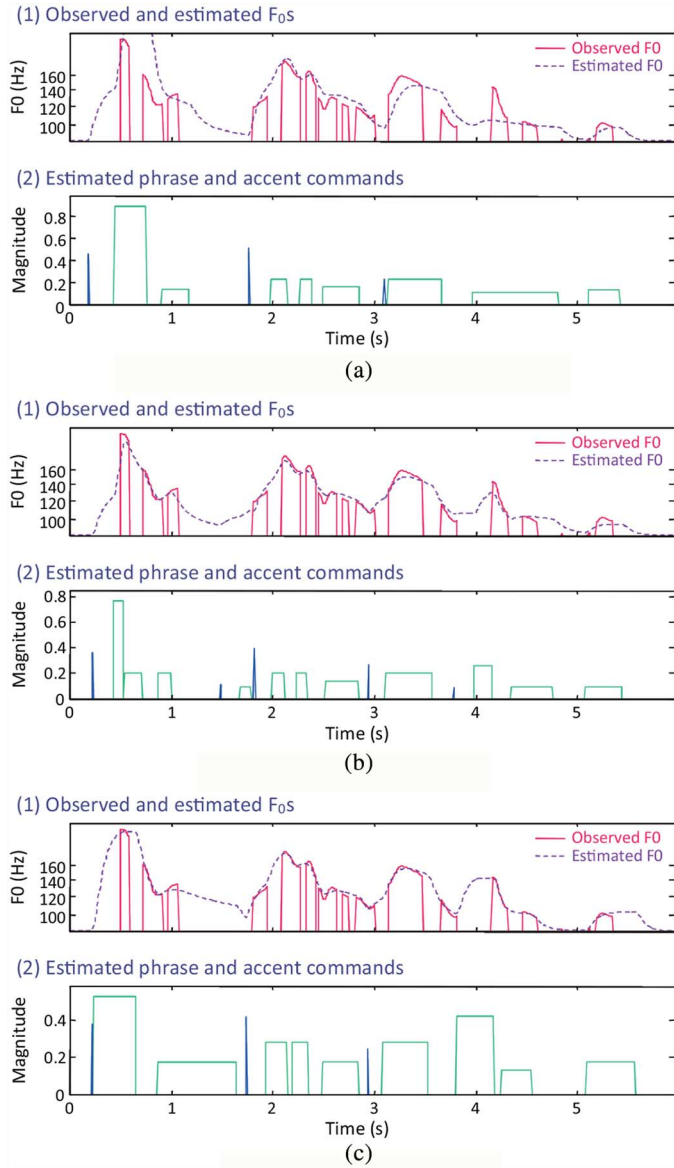 (1) Observed and estimated F₀s
160
140
120
100
F0 (Hz)
Observed F0
Estimated F0
(2) Estimated phrase and accent commands
0.8
0.6
0.4
0.2
0
Magnitude
0 1 2 3 4 5
Time (s)
(a)
(1) Observed and estimated F₀s
160
140
120
100
F0 (Hz)
Observed F0
Estimated F0
(2) Estimated phrase and accent commands
0.8
0.6
0.4
0.2
0
Magnitude
0 1 2 3 4 5
Time (s)
(b)
(1) Observed and estimated F₀s
160
140
120
100
F0 (Hz)
Observed F0
Estimated F0
(2) Estimated phrase and accent commands
0.4
0.2
0
Magnitude
0 1 2 3 4 5
Time (s)
(c)